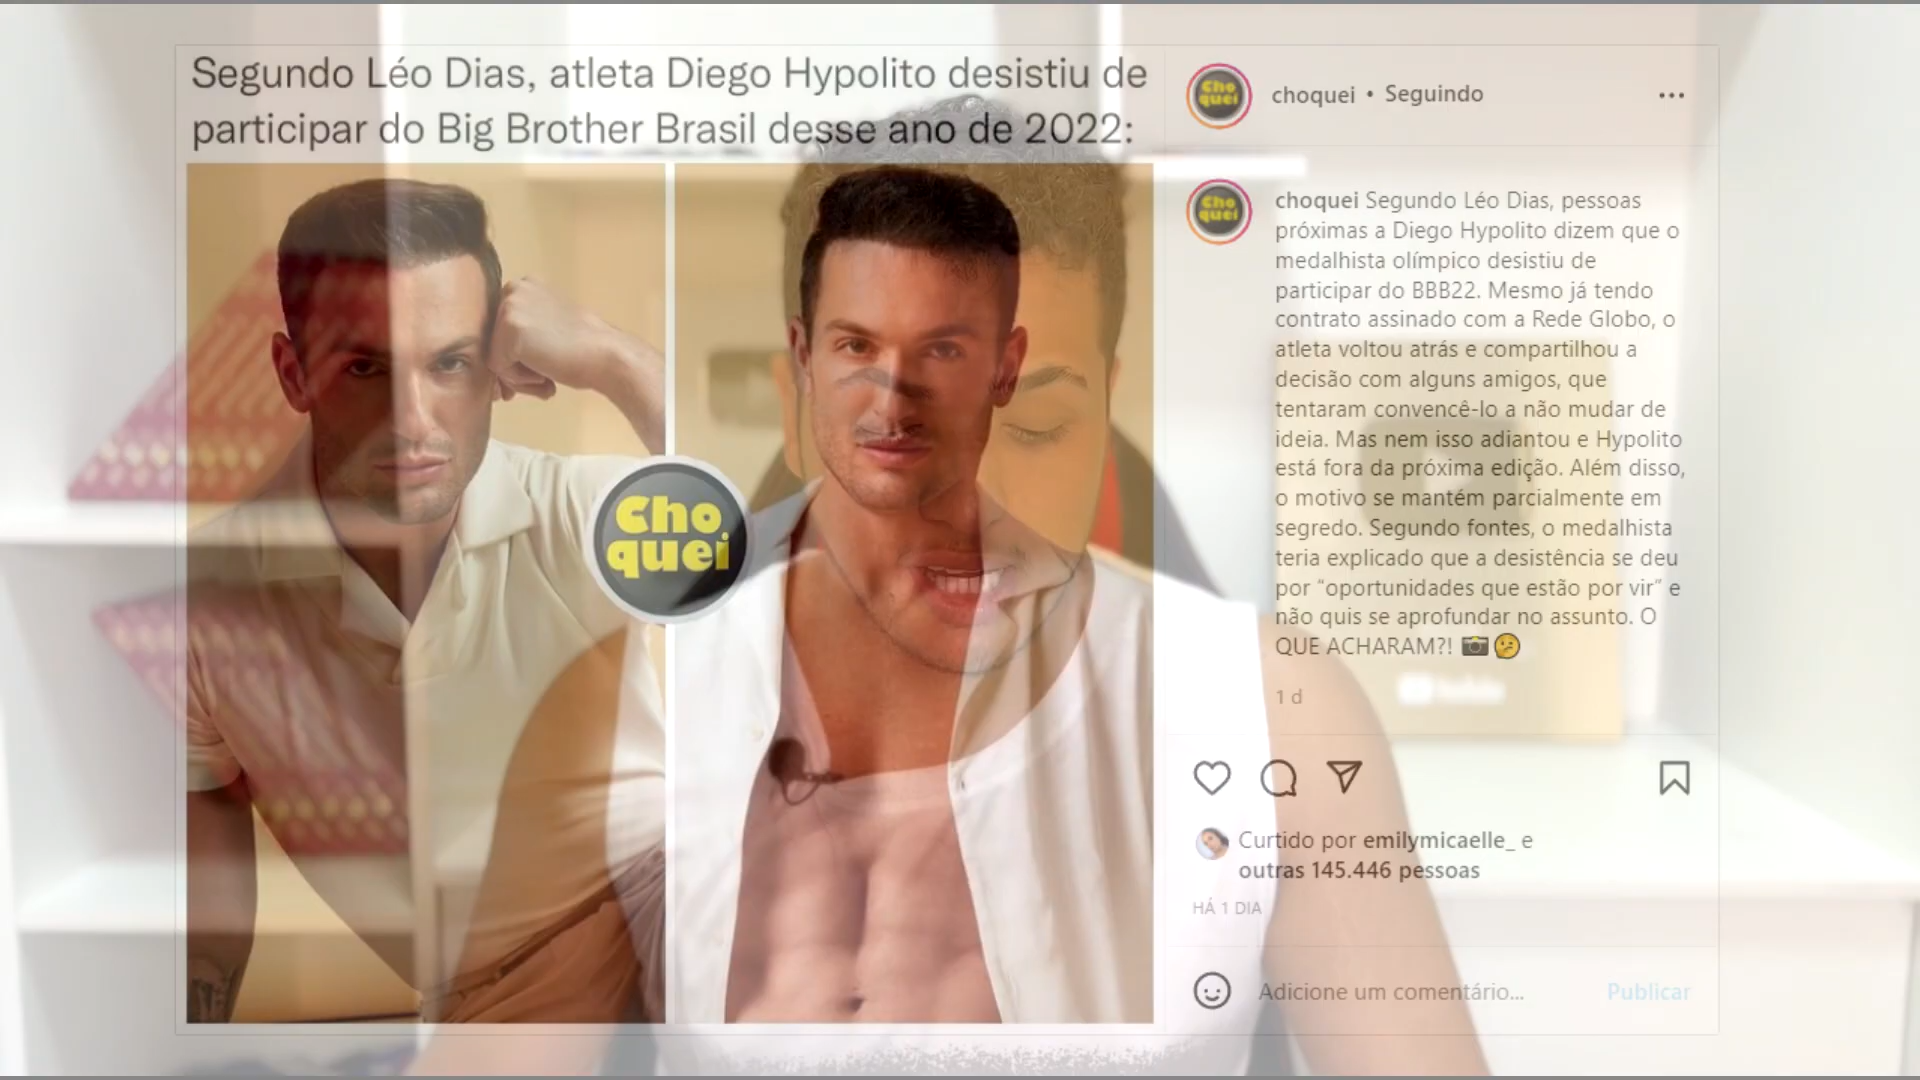 Segundo Léo Dias, atleta Diego Hypolito desistiu de
participar do Big Brother Brasil desse ano de 2022:
Cho
quei
Cho
quei
choquei • Seguindo
Cho
quei
choquei Segundo Léo Dias, pessoas
próximas a Diego Hypolito dizem que o
medalhista olímpico desistiu de
participar do BBB22. Mesmo já tendo
contrato assinado com a Rede Globo, o
atleta voltou atrás e compartilhou a
decisão com alguns amigos, que
tentaram convencê-lo a não mudar de
ideia. Mas nem isso adiantou e Hypolito
está fora da próxima edição. Além disso,
o motivo se mantém parcialmente em
segredo. Segundo fontes, o medalhista
teria explicado que a desistência se deu
por “oportunidades que estão por vir” e
não quis se aprofundar no assunto. O
QUE ACHARAM?! 📷🤔
1 d
Curtido por emilymicaelle_ e
outras 145.446 pessoas
HÁ 1 DIA
Adicione um comentário...
Publicar